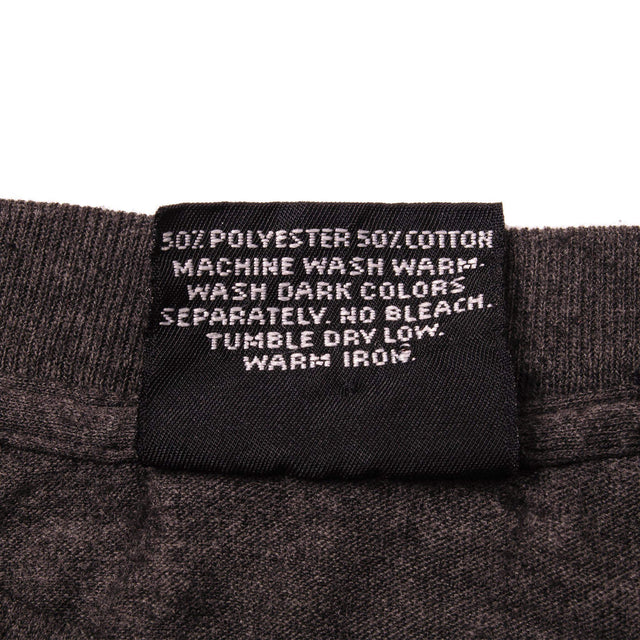 50% POLYESTER 50% COTTON
MACHINE WASH WARM.
WASH DARK COLORS
SEPARATELY. NO BLEACH.
TUMBLE DRY LOW.
WARM IRON.